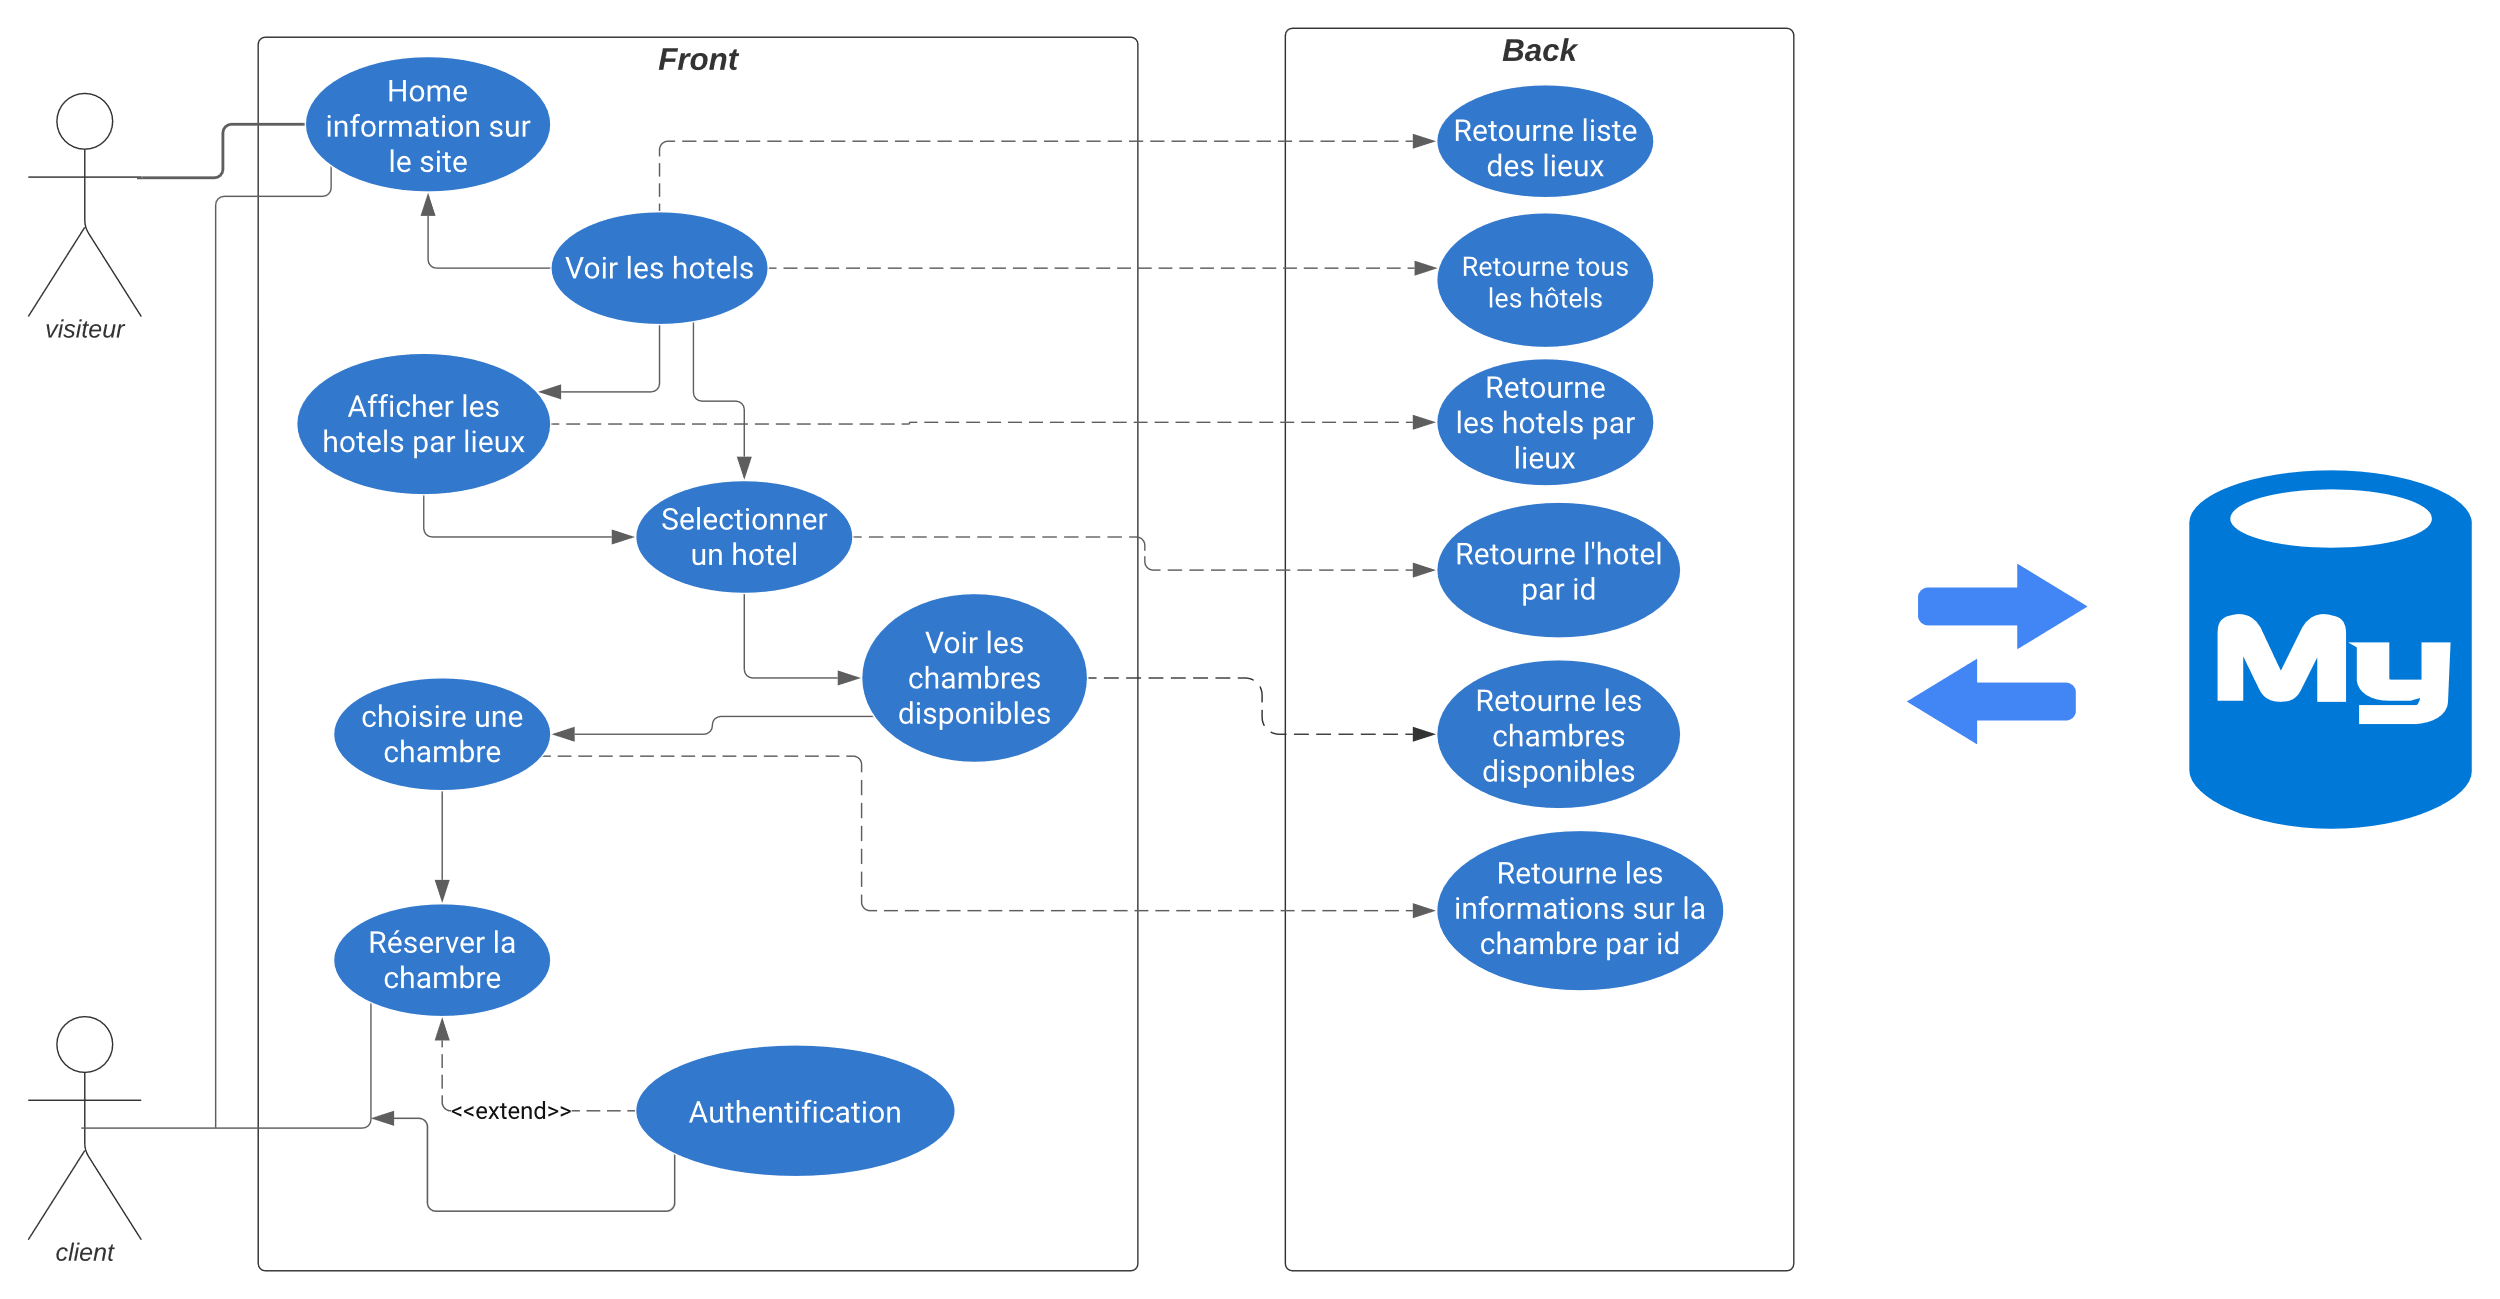 Front
Back
Home
information sur
le site
Retourne liste
des lieux
visiteur
Voir les hotels
Retourne tous
les hôtels
Afficher les
hotels par lieux
Retourne
les hotels par
lieux
Selectionner
un hotel
Retourne l'hotel
par id
Voir les
chambres
disponibles
choisire une
chambre
Retourne les
chambres
disponibles
My
Retourne les
informations sur la
chambre par id
Réserver la
chambre
<<extend>>
Authentification
client